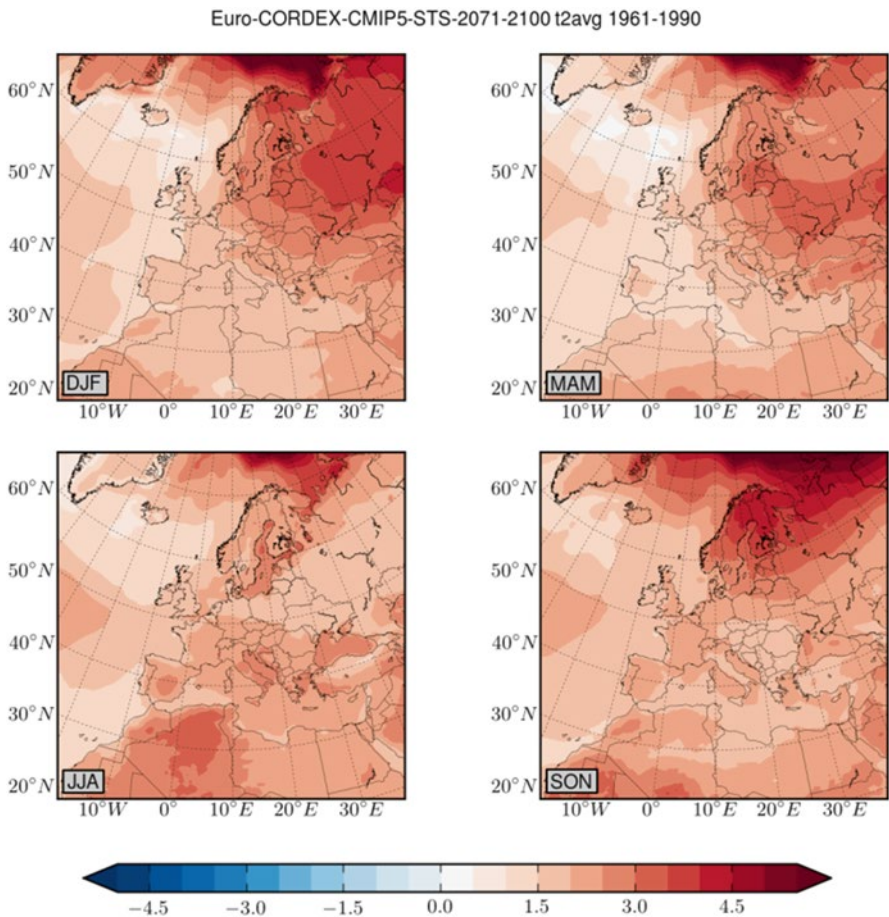 Euro-CORDEX-CMIP5-STS-2071-2100 t2avg 1961-1990
60°N
50°N
40°N
30°N
20°N
DJF
10°W 0° 10°E 20°E 30°E
60°N
50°N
40°N
30°N
20°N
MAM
10°W 0° 10°E 20°E 30°E
60°N
50°N
40°N
30°N
20°N
JJA
10°W 0° 10°E 20°E 30°E
60°N
50°N
40°N
30°N
20°N
SON
10°W 0° 10°E 20°E 30°E
−4.5 −3.0 −1.5 0.0 1.5 3.0 4.5